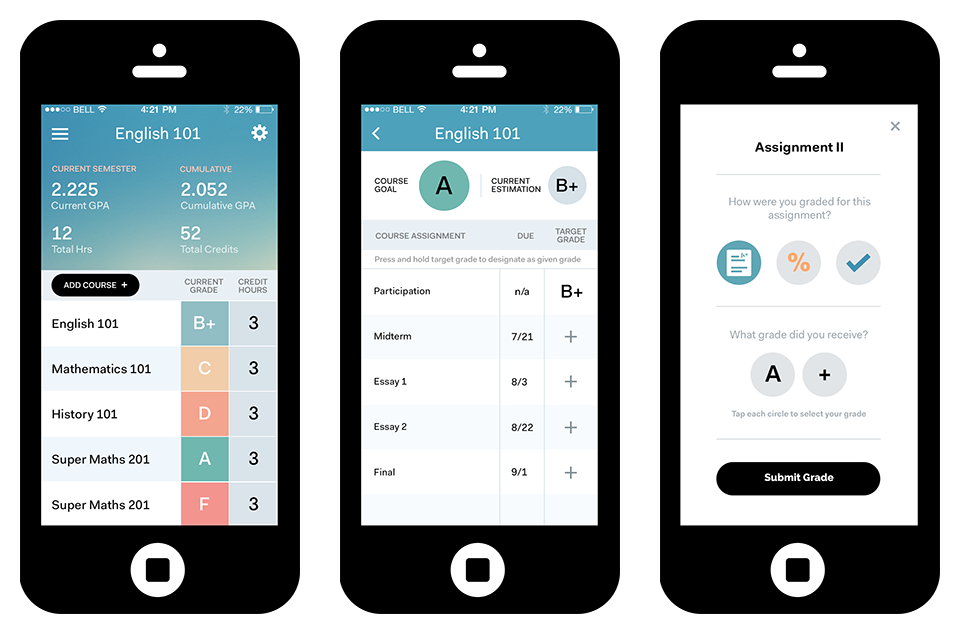 BELL 4:21 PM 22%
English 101
CURRENT SEMESTER CUMULATIVE
2.225 2.052
Current GPA Cumulative GPA
12 52
Total Hrs Total Credits
ADD COURSE + CURRENT GRADE CREDIT HOURS
English 101 B+ 3
Mathematics 101 C 3
History 101 D 3
Super Maths 201 A 3
Super Maths 201 F 3
BELL 4:21 PM 22%
English 101
COURSE GOAL A CURRENT ESTIMATION B+
COURSE ASSIGNMENT DUE TARGET GRADE
Press and hold target grade to designate as given grade
Participation n/a B+
Midterm 7/21 +
Essay 1 8/3 +
Essay 2 8/22 +
Final 9/1 +
Assignment II
How were you graded for this
assignment?
A+ %
What grade did you receive?
A +
Tap each circle to select your grade
Submit Grade